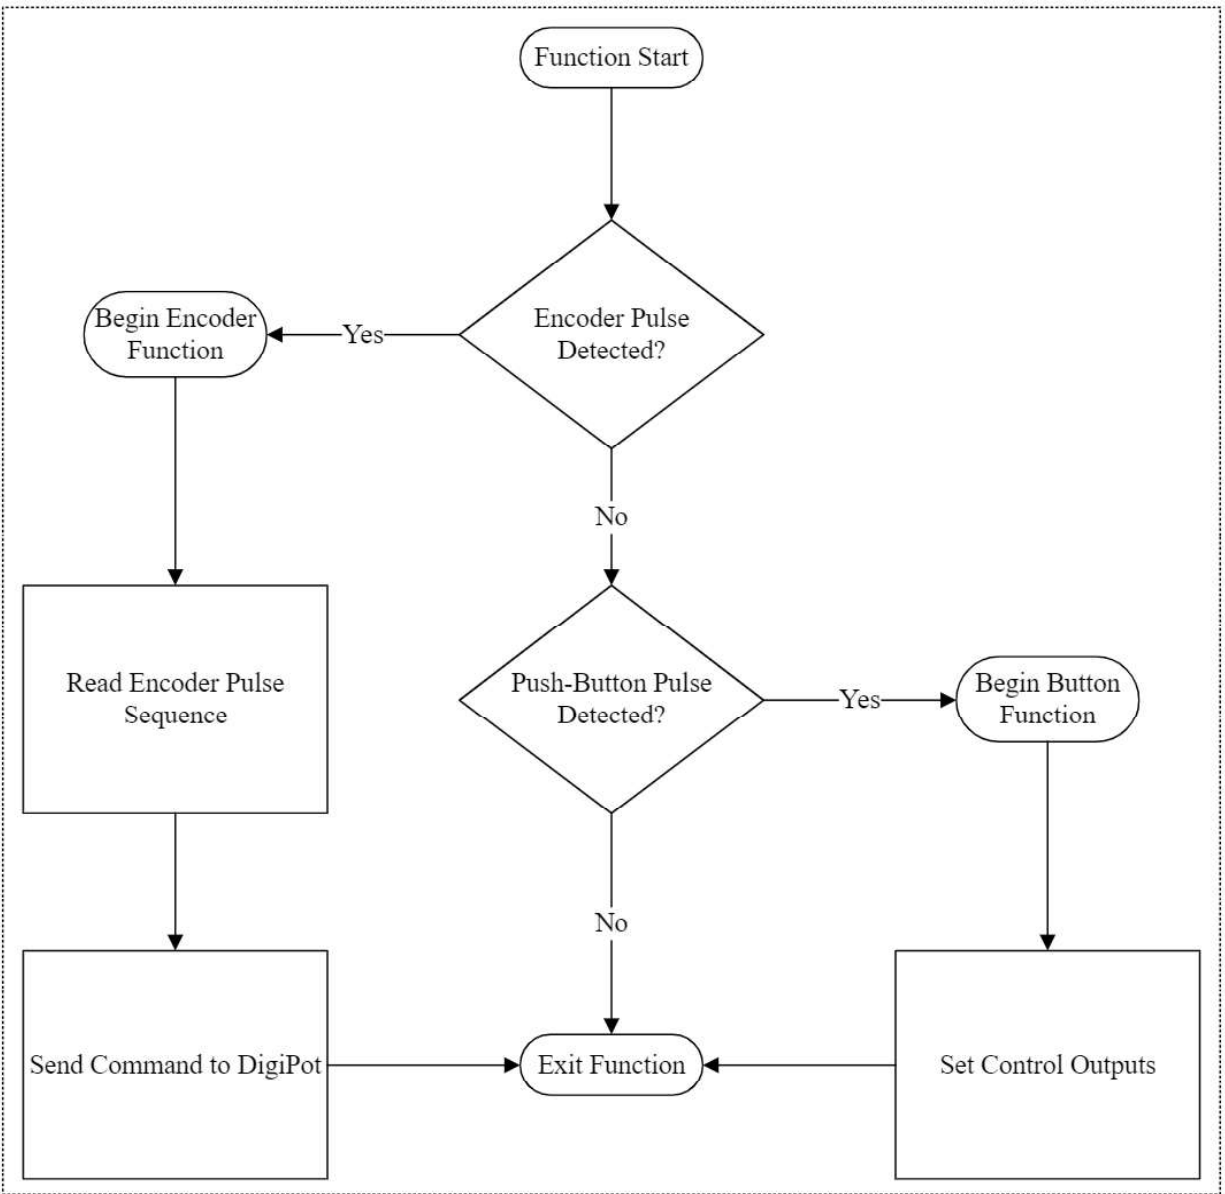 Function Start
Encoder Pulse
Detected?
Yes
Begin Encoder
Function
No
Read Encoder Pulse
Sequence
Push-Button Pulse
Detected?
Yes
Begin Button
Function
No
Send Command to DigiPot
Exit Function
Set Control Outputs